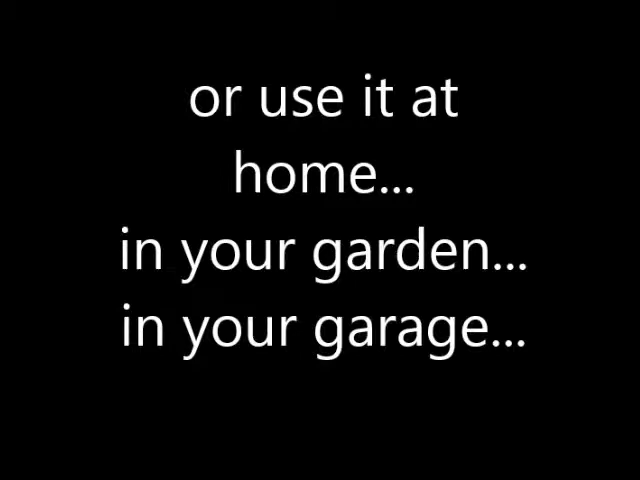 or use it at
home...
in your garden...
in your garage...